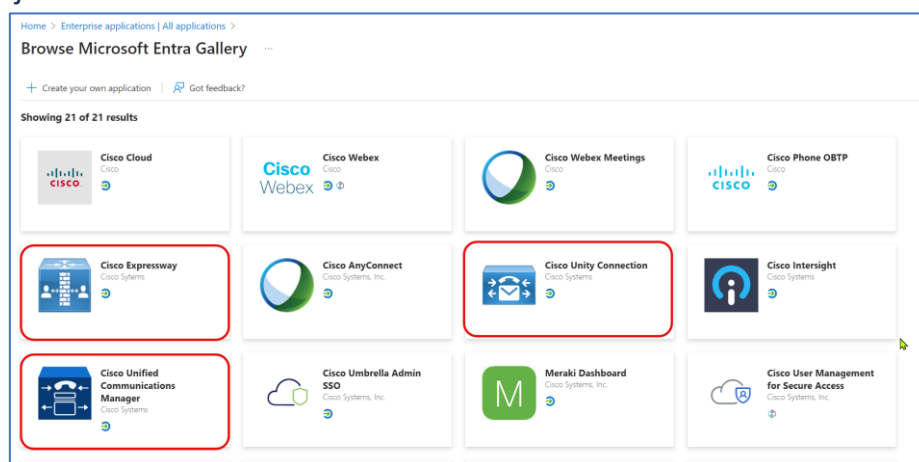 Home > Enterprise applications | All applications >
Browse Microsoft Entra Gallery ...
+ Create your own application | Got feedback?
Showing 21 of 21 results
Cisco Cloud
Cisco
CISCO
Cisco Webex
Cisco
Cisco
Webex
Cisco Webex Meetings
Cisco
Cisco Phone OBTP
Cisco
CISCO
Cisco Expressway
Cisco Sytems
Cisco AnyConnect
Cisco Systems, Inc.
Cisco Unity Connection
Cisco Systems
Cisco Intersight
Cisco Systems
Cisco Unified
Communications
Manager
Cisco Systems
Cisco Umbrella Admin
SSO
Cisco Systems, Inc.
M
Meraki Dashboard
Cisco Systems, Inc.
Cisco User Management
for Secure Access
Cisco Systems, Inc.